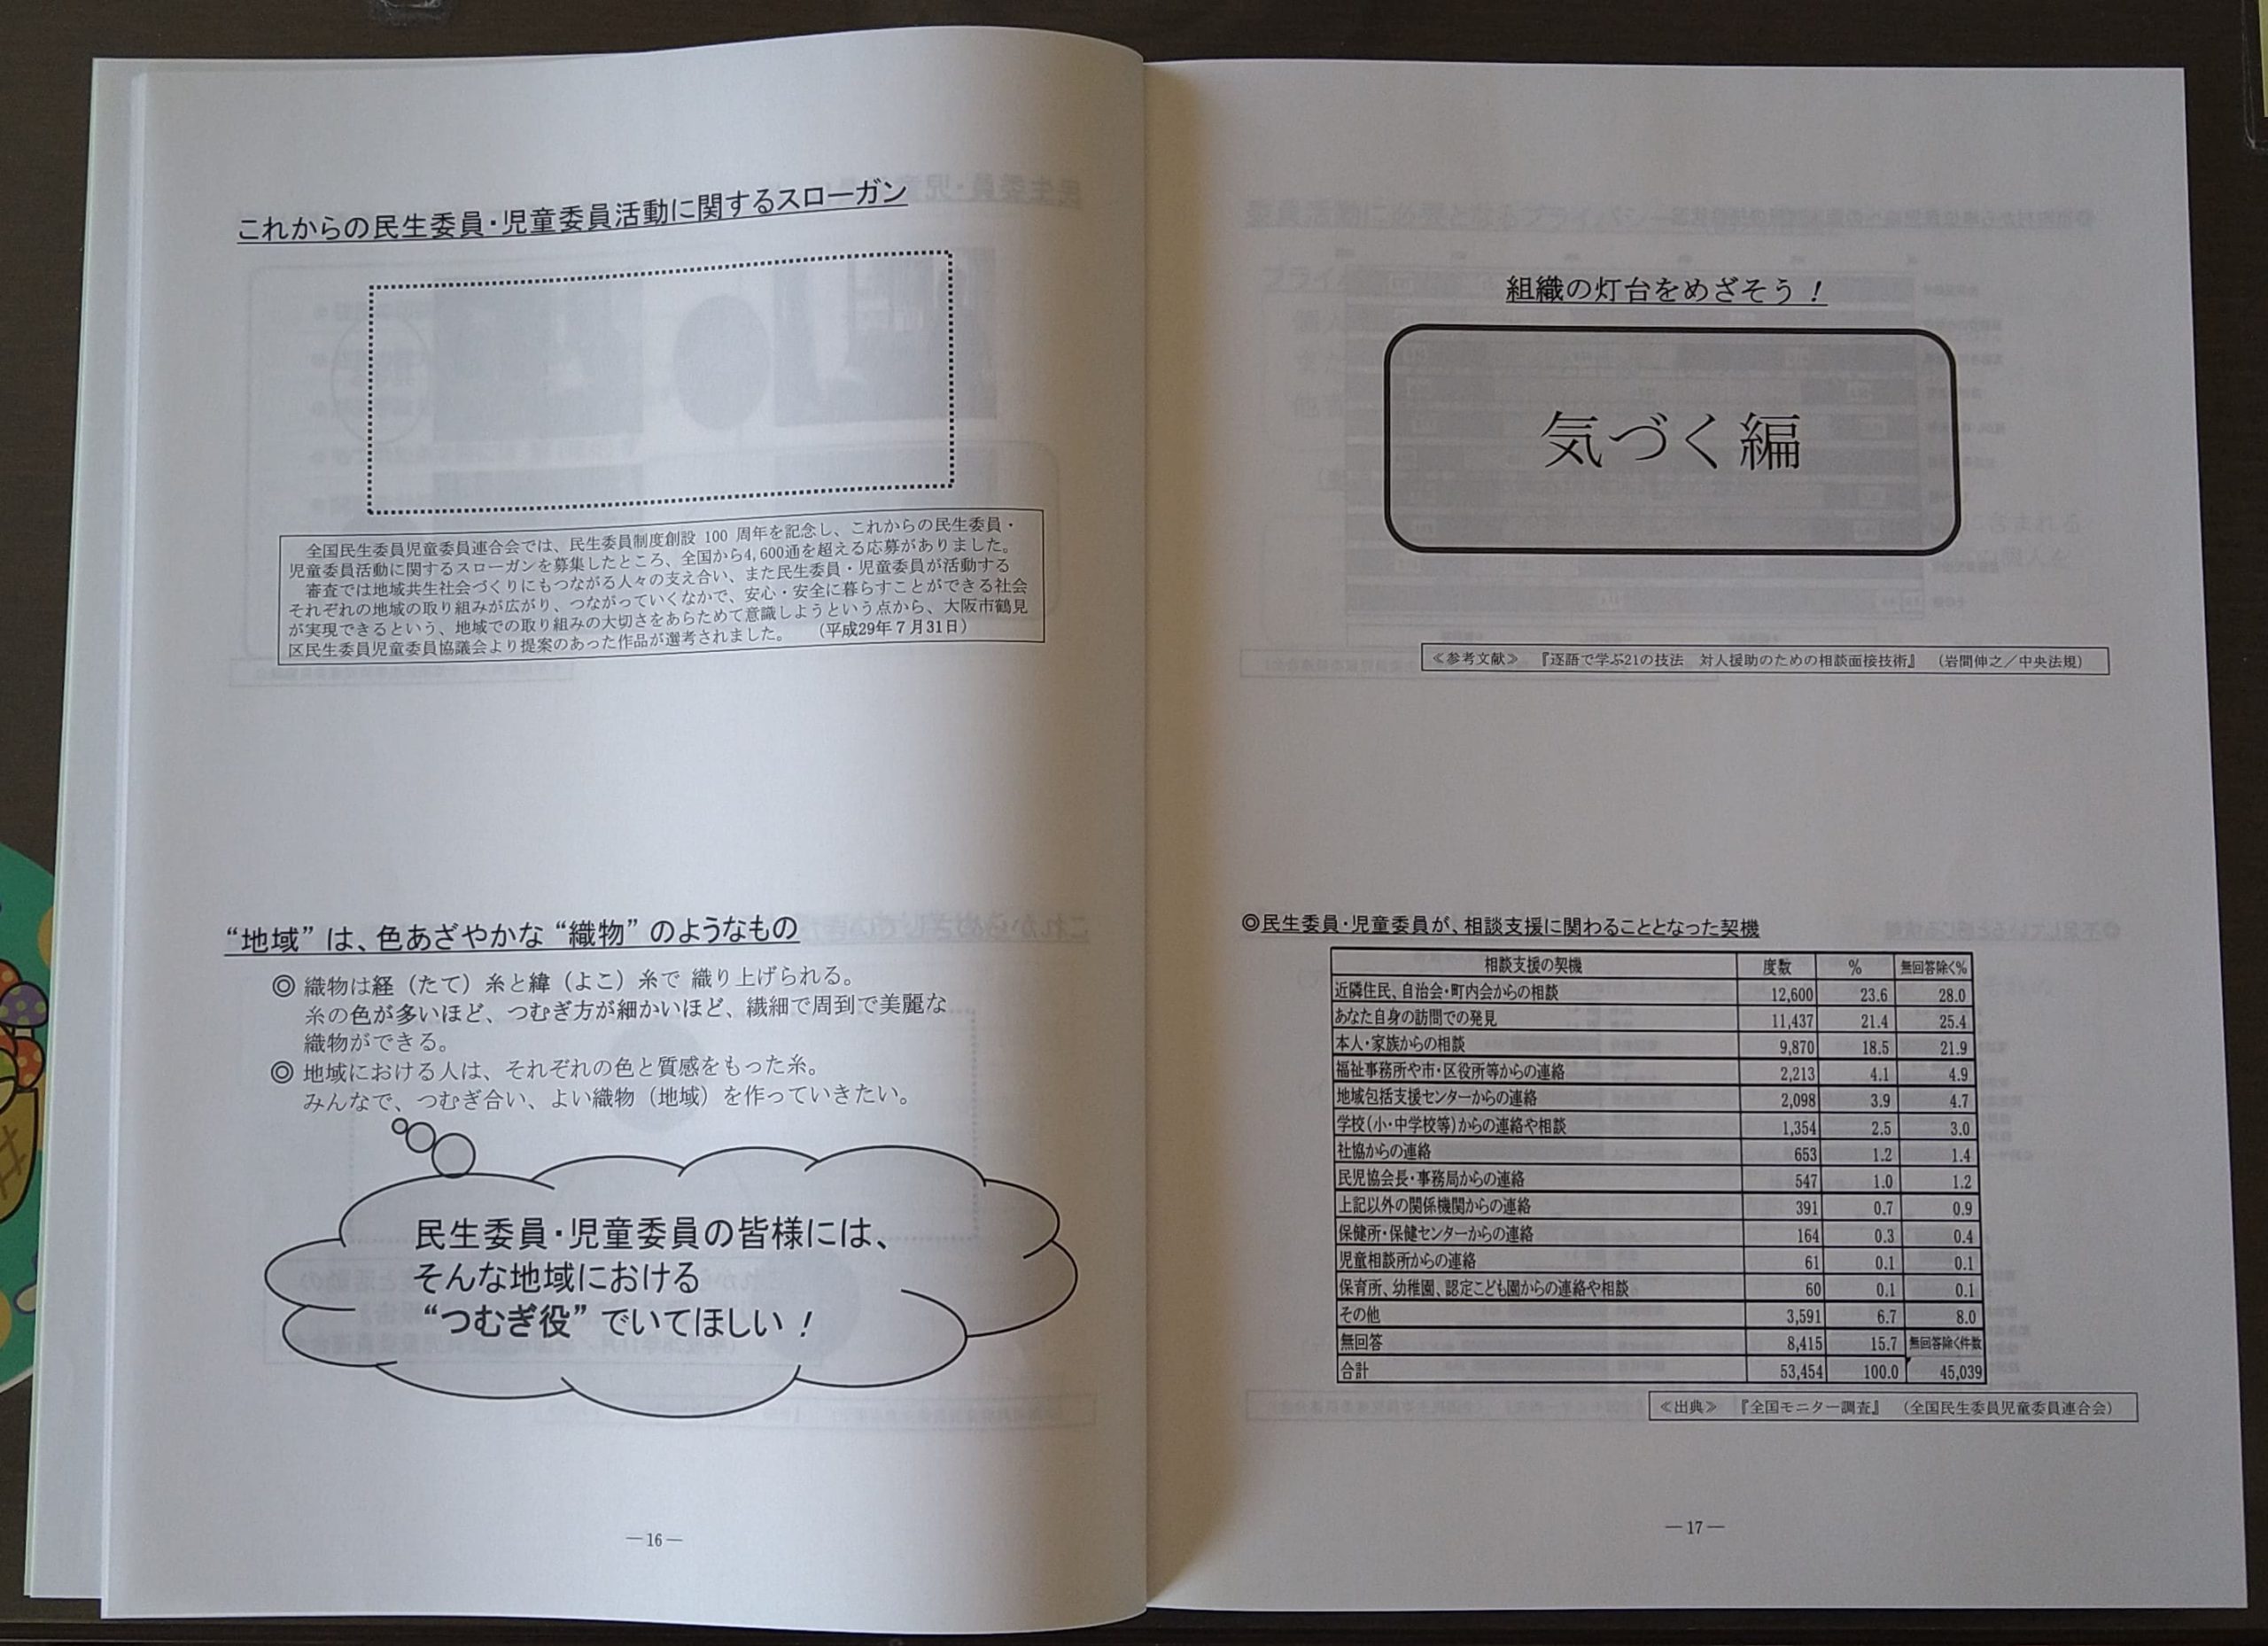 これからの民生委員・児童委員活動に関するスローガン
全国民生委員児童委員連合会では、民生委員制度創設 100 周年を記念し、これからの民生委員・
児童委員活動に関するスローガンを募集したところ、全国から4,600通を超える応募がありました。
審査では地域共生社会づくりにもつながる人々の支え合い、また民生委員・児童委員が活動する
それぞれの地域の取り組みが広がり、つながっていくなかで、安心・安全に暮らすことができる社会
が実現できるという、地域での取り組みの大切さをあらためて意識しようという点から、大阪市鶴見
区民生委員児童委員協議会より提案のあった作品が選考されました。 （平成29年７月31日）
“地域” は、色あざやかな “織物” のようなもの
◎ 織物は経（たて）糸と緯（よこ）糸で 織り上げられる。
糸の色が多いほど、つむぎ方が細かいほど、繊細で周到で美麗な
織物ができる。
◎ 地域における人は、それぞれの色と質感をもった糸。
みんなで、つむぎ合い、よい織物（地域）を作っていきたい。
民生委員・児童委員の皆様には、
そんな地域における
“つむぎ役” でいてほしい！
― 16 ―
組織の灯台をめざそう！
気づく編
≪参考文献≫ 『逐語で学ぶ21の技法 対人援助のための相談面接技術』 （岩間伸之／中央法規）
◎民生委員・児童委員が、相談支援に関わることとなった契機
相談支援の契機 度数 % 無回答除く%
近隣住民、自治会・町内会からの相談 12,600 23.6 28.0
あなた自身の訪問での発見 11,437 21.4 25.4
本人・家族からの相談 9,870 18.5 21.9
福祉事務所や市・区役所等からの連絡 2,213 4.1 4.9
地域包括支援センターからの連絡 2,098 3.9 4.7
学校(小・中学校等)からの連絡や相談 1,354 2.5 3.0
社協からの連絡 653 1.2 1.4
民児協会長・事務局からの連絡 547 1.0 1.2
上記以外の関係機関からの連絡 391 0.7 0.9
保健所・保健センターからの連絡 164 0.3 0.4
児童相談所からの連絡 61 0.1 0.1
保育所、幼稚園、認定こども園からの連絡や相談 60 0.1 0.1
その他 3,591 6.7 8.0
無回答 8,415 15.7 無回答除く件数
合計 53,454 100.0 45,039
≪出典≫ 『全国モニター調査』 （全国民生委員児童委員連合会）
― 17 ―